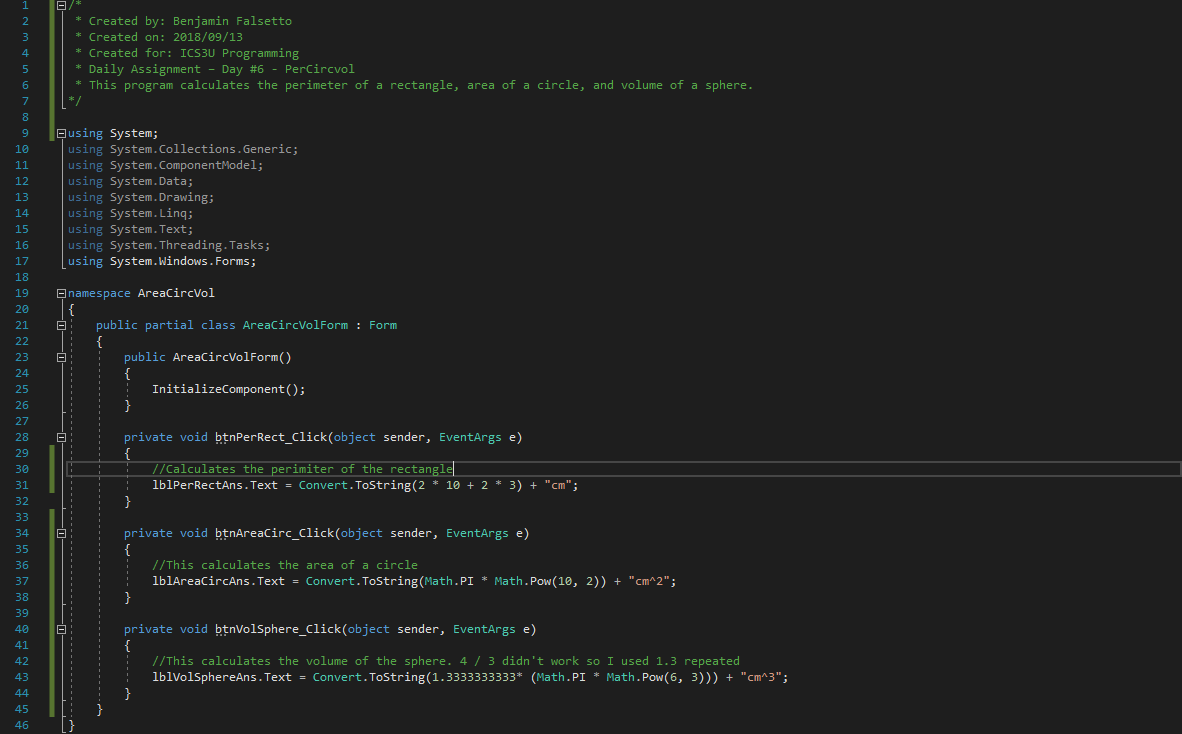 1 /*
2 * Created by: Benjamin Falsetto
3 * Created on: 2018/09/13
4 * Created for: ICS3U Programming
5 * Daily Assignment – Day #6 - PerCircvol
6 * This program calculates the perimeter of a rectangle, area of a circle, and volume of a sphere.
7 */
8
9 using System;
10 using System.Collections.Generic;
11 using System.ComponentModel;
12 using System.Data;
13 using System.Drawing;
14 using System.Linq;
15 using System.Text;
16 using System.Threading.Tasks;
17 using System.Windows.Forms;
18
19 namespace AreaCircVol
20 {
21 public partial class AreaCircVolForm : Form
22 {
23 public AreaCircVolForm()
24 {
25 InitializeComponent();
26 }
27
28 private void btnPerRect_Click(object sender, EventArgs e)
29 {
30 //Calculates the perimiter of the rectangle
31 lblPerRectAns.Text = Convert.ToString(2 * 10 + 2 * 3) + "cm";
32 }
33
34 private void btnAreaCirc_Click(object sender, EventArgs e)
35 {
36 //This calculates the area of a circle
37 lblAreaCircAns.Text = Convert.ToString(Math.PI * Math.Pow(10, 2)) + "cm^2";
38 }
39
40 private void btnVolSphere_Click(object sender, EventArgs e)
41 {
42 //This calculates the volume of the sphere. 4 / 3 didn't work so I used 1.3 repeated
43 lblVolSphereAns.Text = Convert.ToString(1.3333333333* (Math.PI * Math.Pow(6, 3))) + "cm^3";
44 }
45 }
46 }